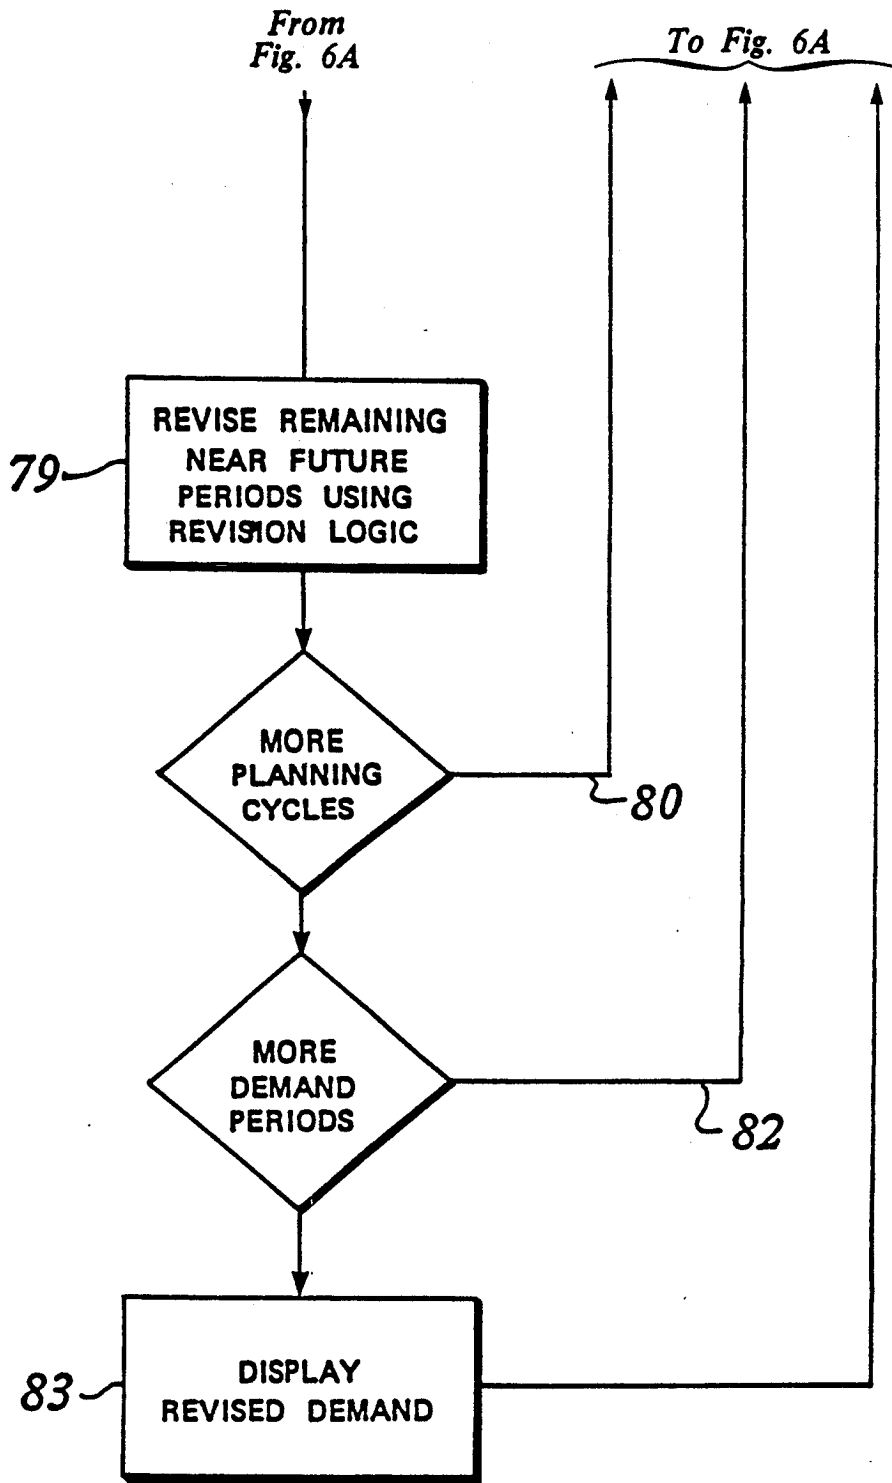 From
Fig. 6A
To Fig. 6A
REVISE REMAINING
NEAR FUTURE
PERIODS USING
REVISION LOGIC
79
MORE
PLANNING
CYCLES
80
MORE
DEMAND
PERIODS
82
DISPLAY
REVISED DEMAND
83